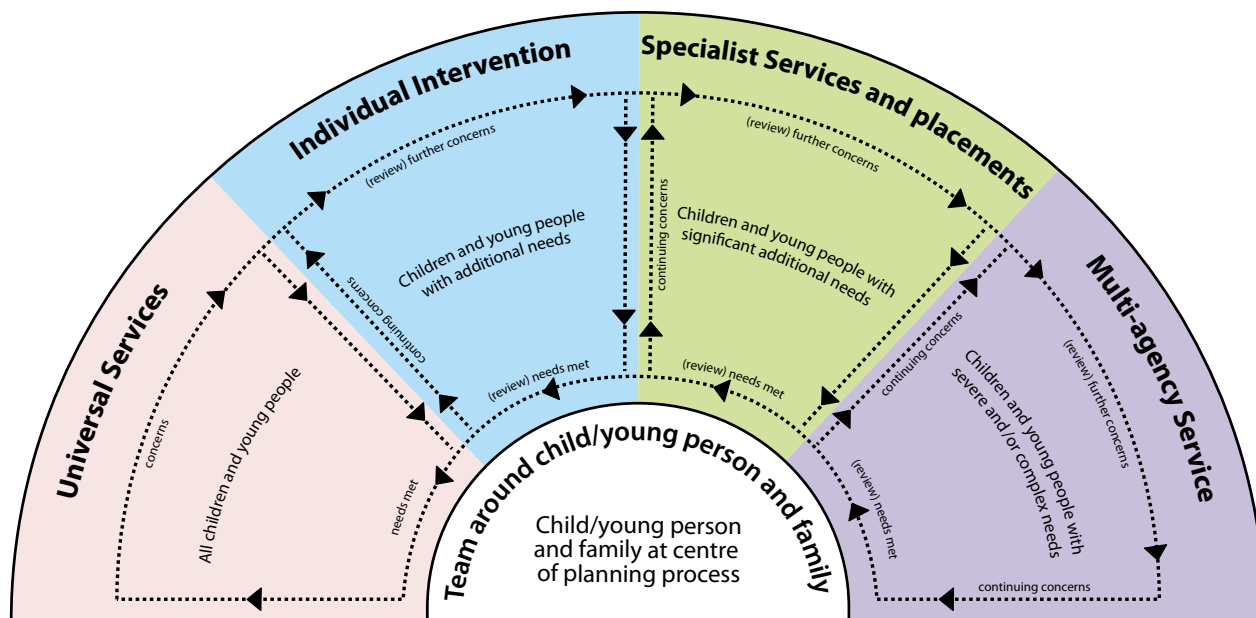 Universal Services
concerns
All children and young people
needs met
Individual Intervention
(review) further concerns
Children and young people
with additional needs
continuing concerns
(review) needs met
Specialist Services and placements
(review) further concerns
continuing concerns
Children and young people with
significant additional needs
(review) needs met
Multi-agency Service
(review) further concerns
continuing concerns
Children and young people with
severe and/or complex needs
(review) needs met
continuing concerns
Team around child/young person and family
Child/young person
and family at centre
of planning process